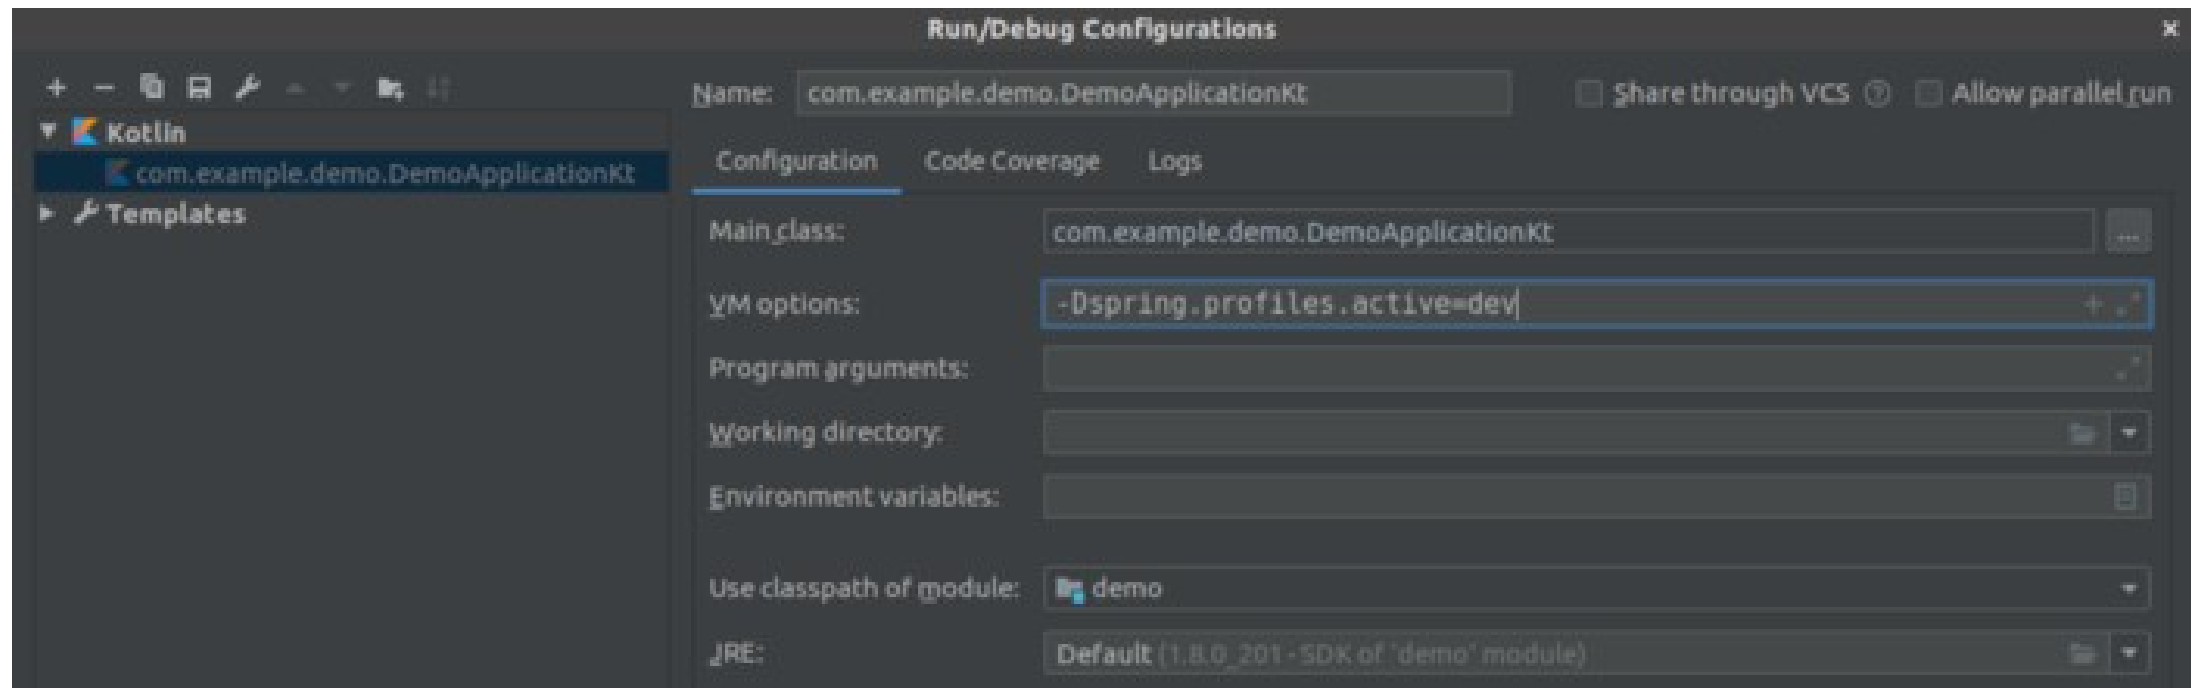 Run/Debug Configurations
Name: com.example.demo.DemoApplicationKt Share through VCS Allow parallel run
Kotlin
com.example.demo.DemoApplicationKt
Templates
Configuration Code Coverage Logs
Main class: com.example.demo.DemoApplicationKt ...
VM options: -Dspring.profiles.active=dev
Program arguments:
Working directory:
Environment variables:
Use classpath of module: demo
JRE: Default (1.8.0_201 - SDK of 'demo' module)